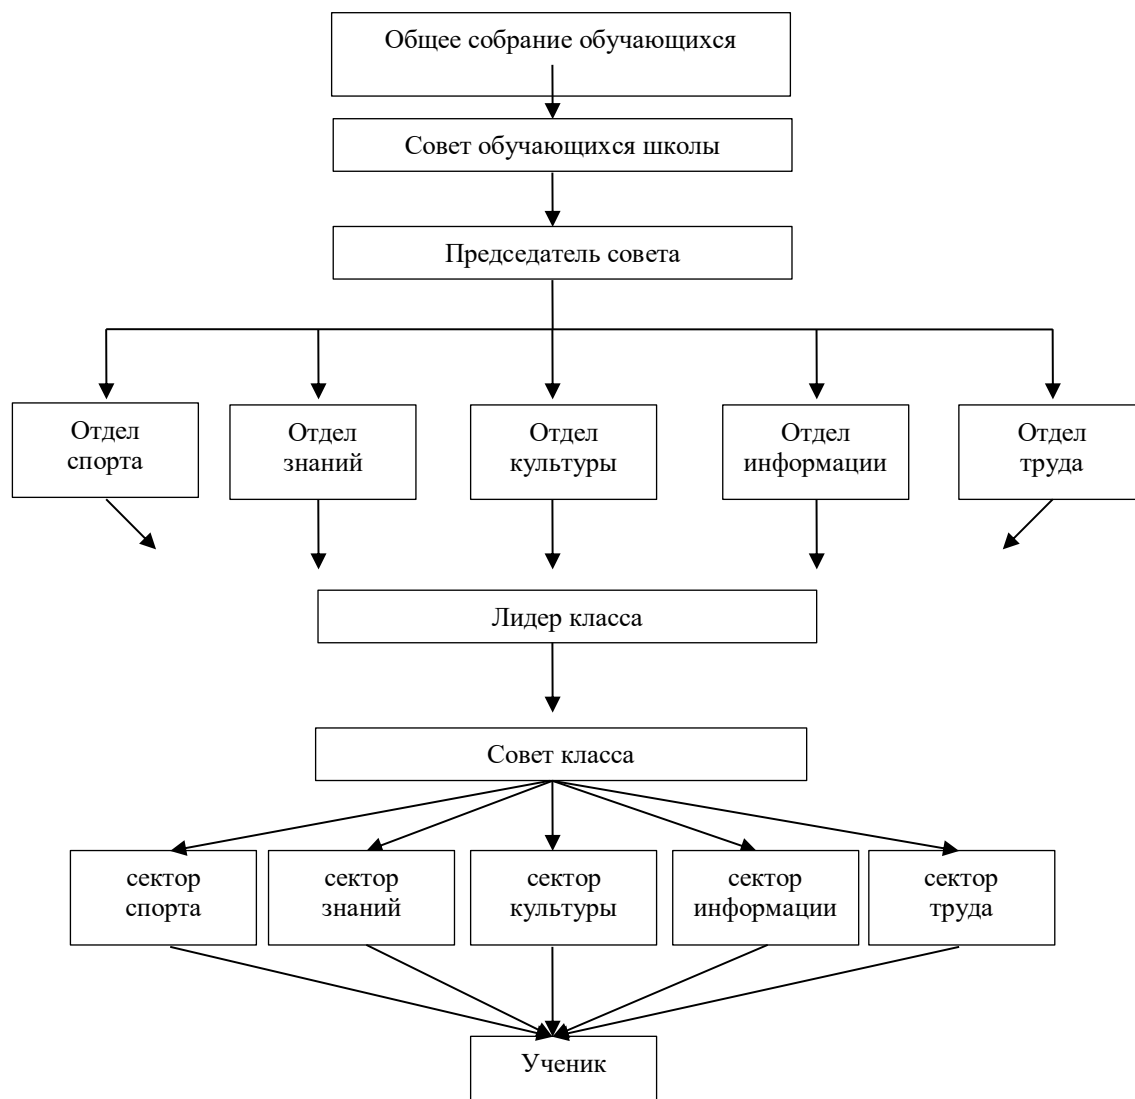 Общее собрание обучающихся
Совет обучающихся школы
Председатель совета
Отдел
спорта
Отдел
знаний
Отдел
культуры
Отдел
информации
Отдел
труда
Лидер класса
Совет класса
сектор
спорта
сектор
знаний
сектор
культуры
сектор
информации
сектор
труда
Ученик